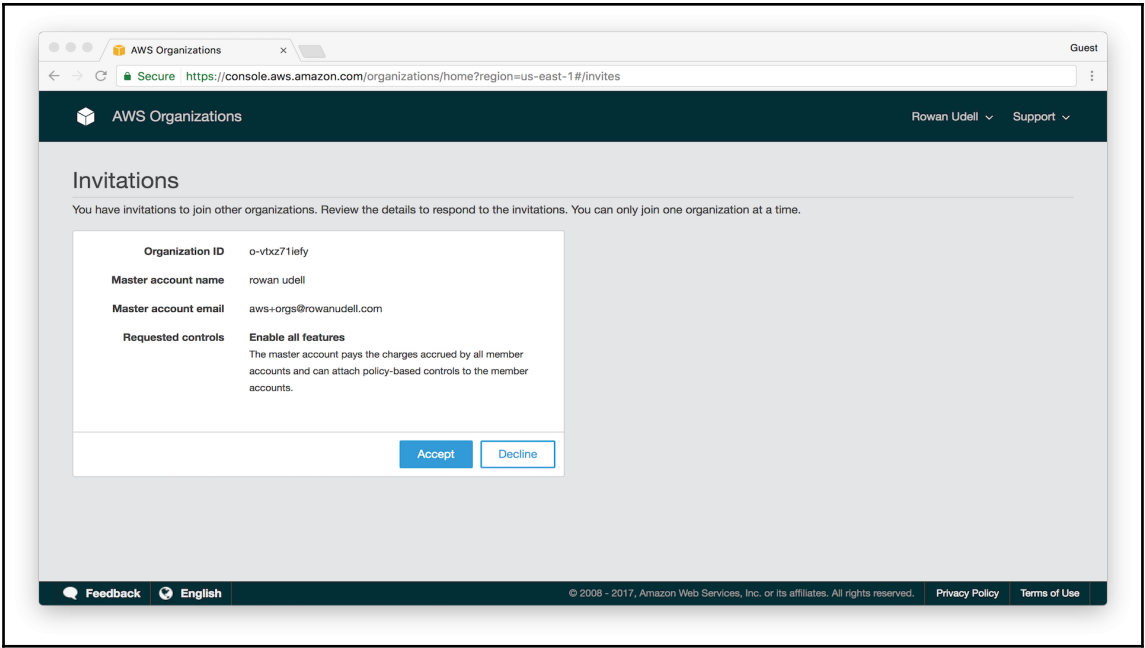 AWS Organizations
Guest
Secure https://console.aws.amazon.com/organizations/home?region=us-east-1#/invites
AWS Organizations
Rowan Udell
Support
Invitations
You have invitations to join other organizations. Review the details to respond to the invitations. You can only join one organization at a time.
Organization ID o-vtxz71iefy
Master account name rowan udell
Master account email aws+orgs@rowanudell.com
Requested controls Enable all features
The master account pays the charges accrued by all member
accounts and can attach policy-based controls to the member
accounts.
Accept Decline
Feedback English © 2008 - 2017, Amazon Web Services, Inc. or its affiliates. All rights reserved. Privacy Policy Terms of Use